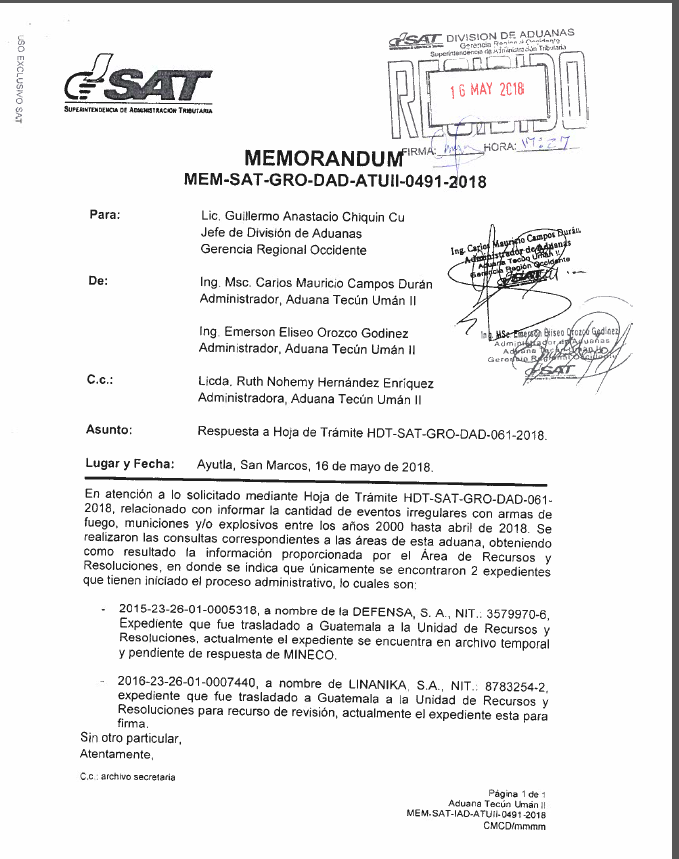 USO EXCLUSIVO SAT
SAT
SUPERINTENDENCIA DE ADMINISTRACION TRIBUTARIA
SAT DIVISION DE ADUANAS
Gerencia Regional Occidente
Superintendencia de Administración Tributaria
RECIBIDO
16 MAY 2018
FIRMA: HORA:
MEMORANDUM
MEM-SAT-GRO-DAD-ATUII-0491-2018
Para: Lic. Guillermo Anastacio Chiquin Cu
Jefe de División de Aduanas
Gerencia Regional Occidente
De: Ing. Msc. Carlos Mauricio Campos Durán
Administrador, Aduana Tecún Umán II
Ing. Emerson Eliseo Orozco Godinez
Administrador, Aduana Tecún Umán II
Ing. Carlos Mauricio Campos Durán
Administrador de Aduanas
Aduana Tecún Umán II
Gerencia Región Occidente
SAT
Ing. MSc. Emerson Eliseo Orozco Godinez
Administrador de Aduanas
Aduana Tecún Umán II
Gerencia Regional Occidente
SAT
C.c.: Licda. Ruth Nohemy Hernández Enríquez
Administradora, Aduana Tecún Umán II
Asunto: Respuesta a Hoja de Trámite HDT-SAT-GRO-DAD-061-2018.
Lugar y Fecha: Ayutla, San Marcos, 16 de mayo de 2018.
En atención a lo solicitado mediante Hoja de Trámite HDT-SAT-GRO-DAD-061-
2018, relacionado con informar la cantidad de eventos irregulares con armas de
fuego, municiones y/o explosivos entre los años 2000 hasta abril de 2018. Se
realizaron las consultas correspondientes a las áreas de esta aduana, obteniendo
como resultado la información proporcionada por el Área de Recursos y
Resoluciones, en donde se indica que únicamente se encontraron 2 expedientes
que tienen iniciado el proceso administrativo, lo cuales son:
- 2015-23-26-01-0005318, a nombre de la DEFENSA, S. A., NIT.: 3579970-6,
Expediente que fue trasladado a Guatemala a la Unidad de Recursos y
Resoluciones, actualmente el expediente se encuentra en archivo temporal
y pendiente de respuesta de MINECO.
- 2016-23-26-01-0007440, a nombre de LINANIKA, S.A., NIT.: 8783254-2,
expediente que fue trasladado a Guatemala a la Unidad de Recursos y
Resoluciones para recurso de revisión, actualmente el expediente esta para
firma.
Sin otro particular,
Atentamente,
C.c.: archivo secretaria
Página 1 de 1
Aduana Tecún Umán II
MEM-SAT-IAD-ATUII-0491-2018
CMCD/mmmm